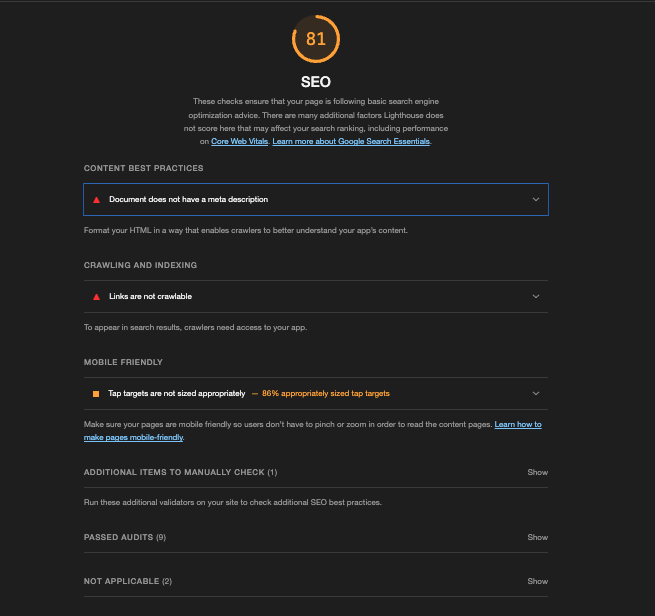 81
SEO
These checks ensure that your page is following basic search engine
optimization advice. There are many additional factors Lighthouse does
not score here that may affect your search ranking, including performance
on Core Web Vitals. Learn more about Google Search Essentials.
CONTENT BEST PRACTICES
Document does not have a meta description
Format your HTML in a way that enables crawlers to better understand your app's content.
CRAWLING AND INDEXING
Links are not crawlable
To appear in search results, crawlers need access to your app.
MOBILE FRIENDLY
Tap targets are not sized appropriately — 86% appropriately sized tap targets
Make sure your pages are mobile friendly so users don't have to pinch or zoom in order to read the content pages. Learn how to
make pages mobile-friendly.
ADDITIONAL ITEMS TO MANUALLY CHECK (1) Show
Run these additional validators on your site to check additional SEO best practices.
PASSED AUDITS (9) Show
NOT APPLICABLE (2) Show